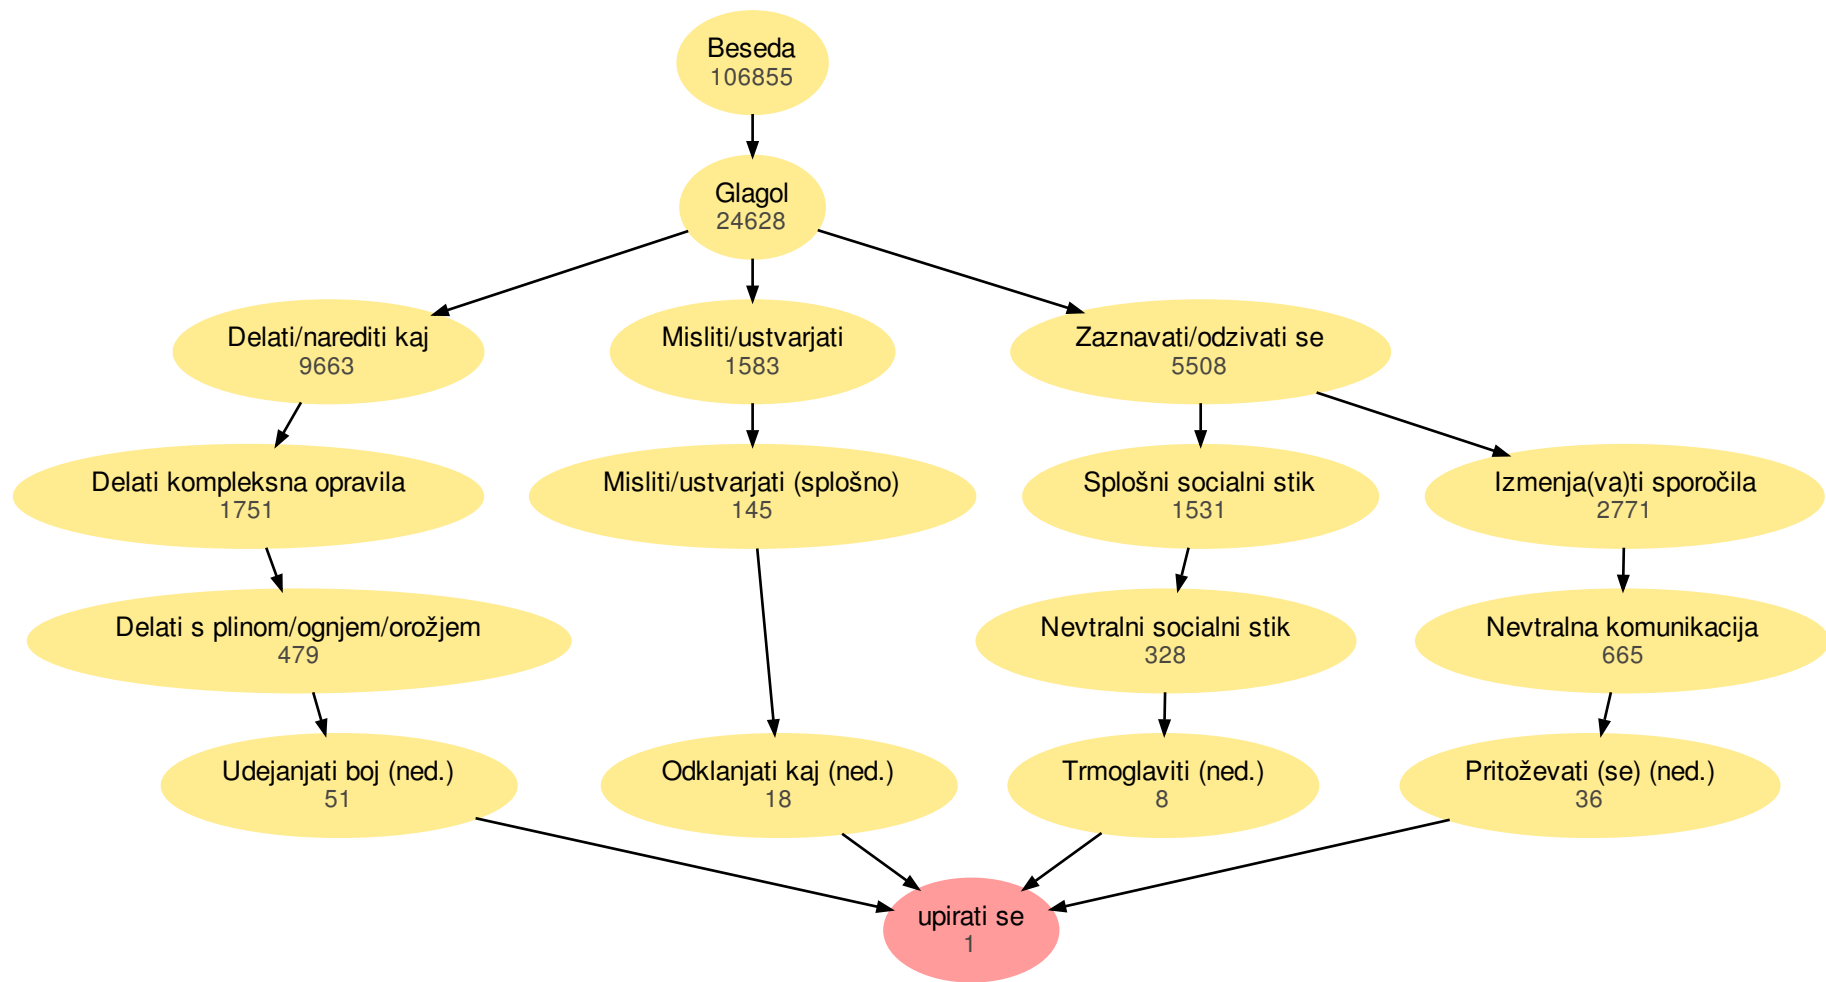 Beseda
106855
Glagol
24628
Delati/narediti kaj
9663
Misliti/ustvarjati
1583
Zaznavati/odzivati se
5508
Delati kompleksna opravila
1751
Misliti/ustvarjati (splošno)
145
Splošni socialni stik
1531
Izmenja(va)ti sporočila
2771
Delati s plinom/ognjem/orožjem
479
Nevtralni socialni stik
328
Nevtralna komunikacija
665
Udejanjati boj (ned.)
51
Odklanjati kaj (ned.)
18
Trmoglaviti (ned.)
8
Pritoževati (se) (ned.)
36
upirati se
1